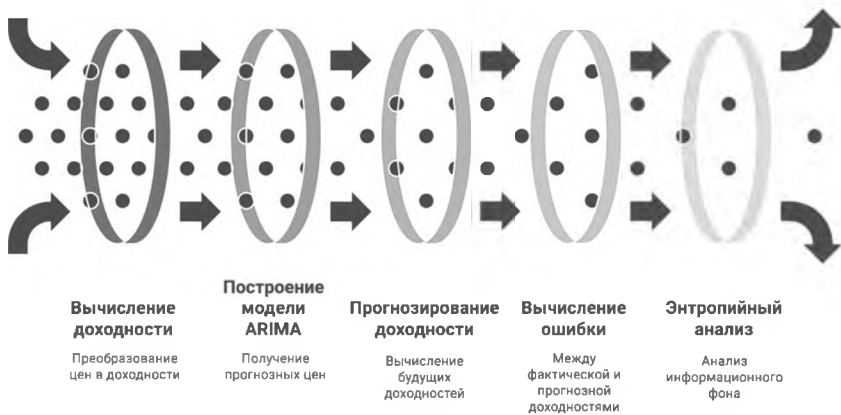 Вычисление
доходности
Преобразование
цен в доходности
Построение
модели
ARIMA
Получение
прогнозных цен
Прогнозирование
доходности
Вычисление
будущих
доходностей
Вычисление
ошибки
Между
фактической и
прогнозной
доходностями
Энтропийный
анализ
Анализ
информационного
фона